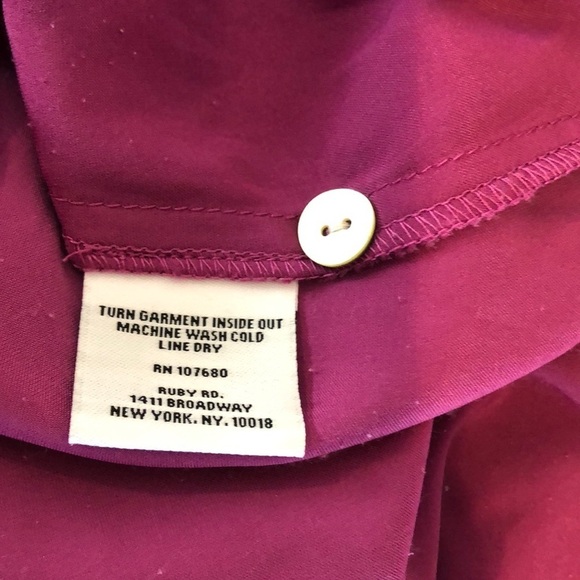 TURN GARMENT INSIDE OUT
MACHINE WASH COLD
LINE DRY
RN 107680
RUBY RD.
1411 BROADWAY
NEW YORK. NY. 10018